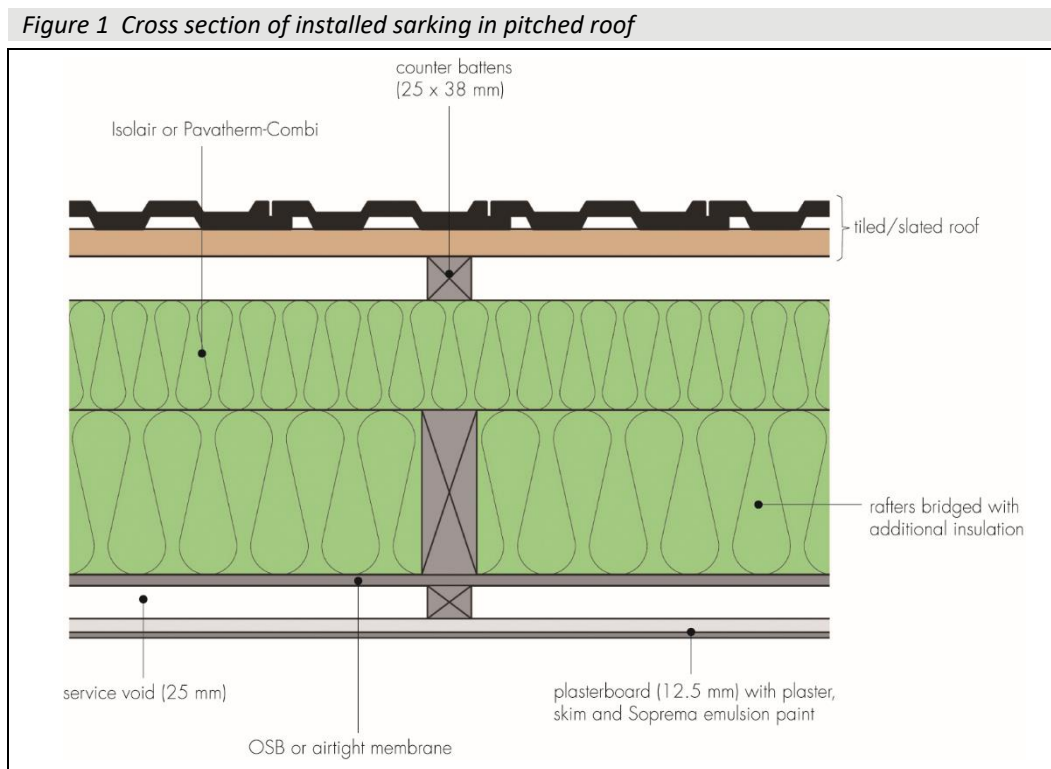 Figure 1 Cross section of installed sarking in pitched roof
counter battens
(25 x 38 mm)
Isolair or Pavatherm-Combi
tiled/slated roof
rafters bridged with
additional insulation
service void (25 mm)
plasterboard (12.5 mm) with plaster,
skim and Soprema emulsion paint
OSB or airtight membrane